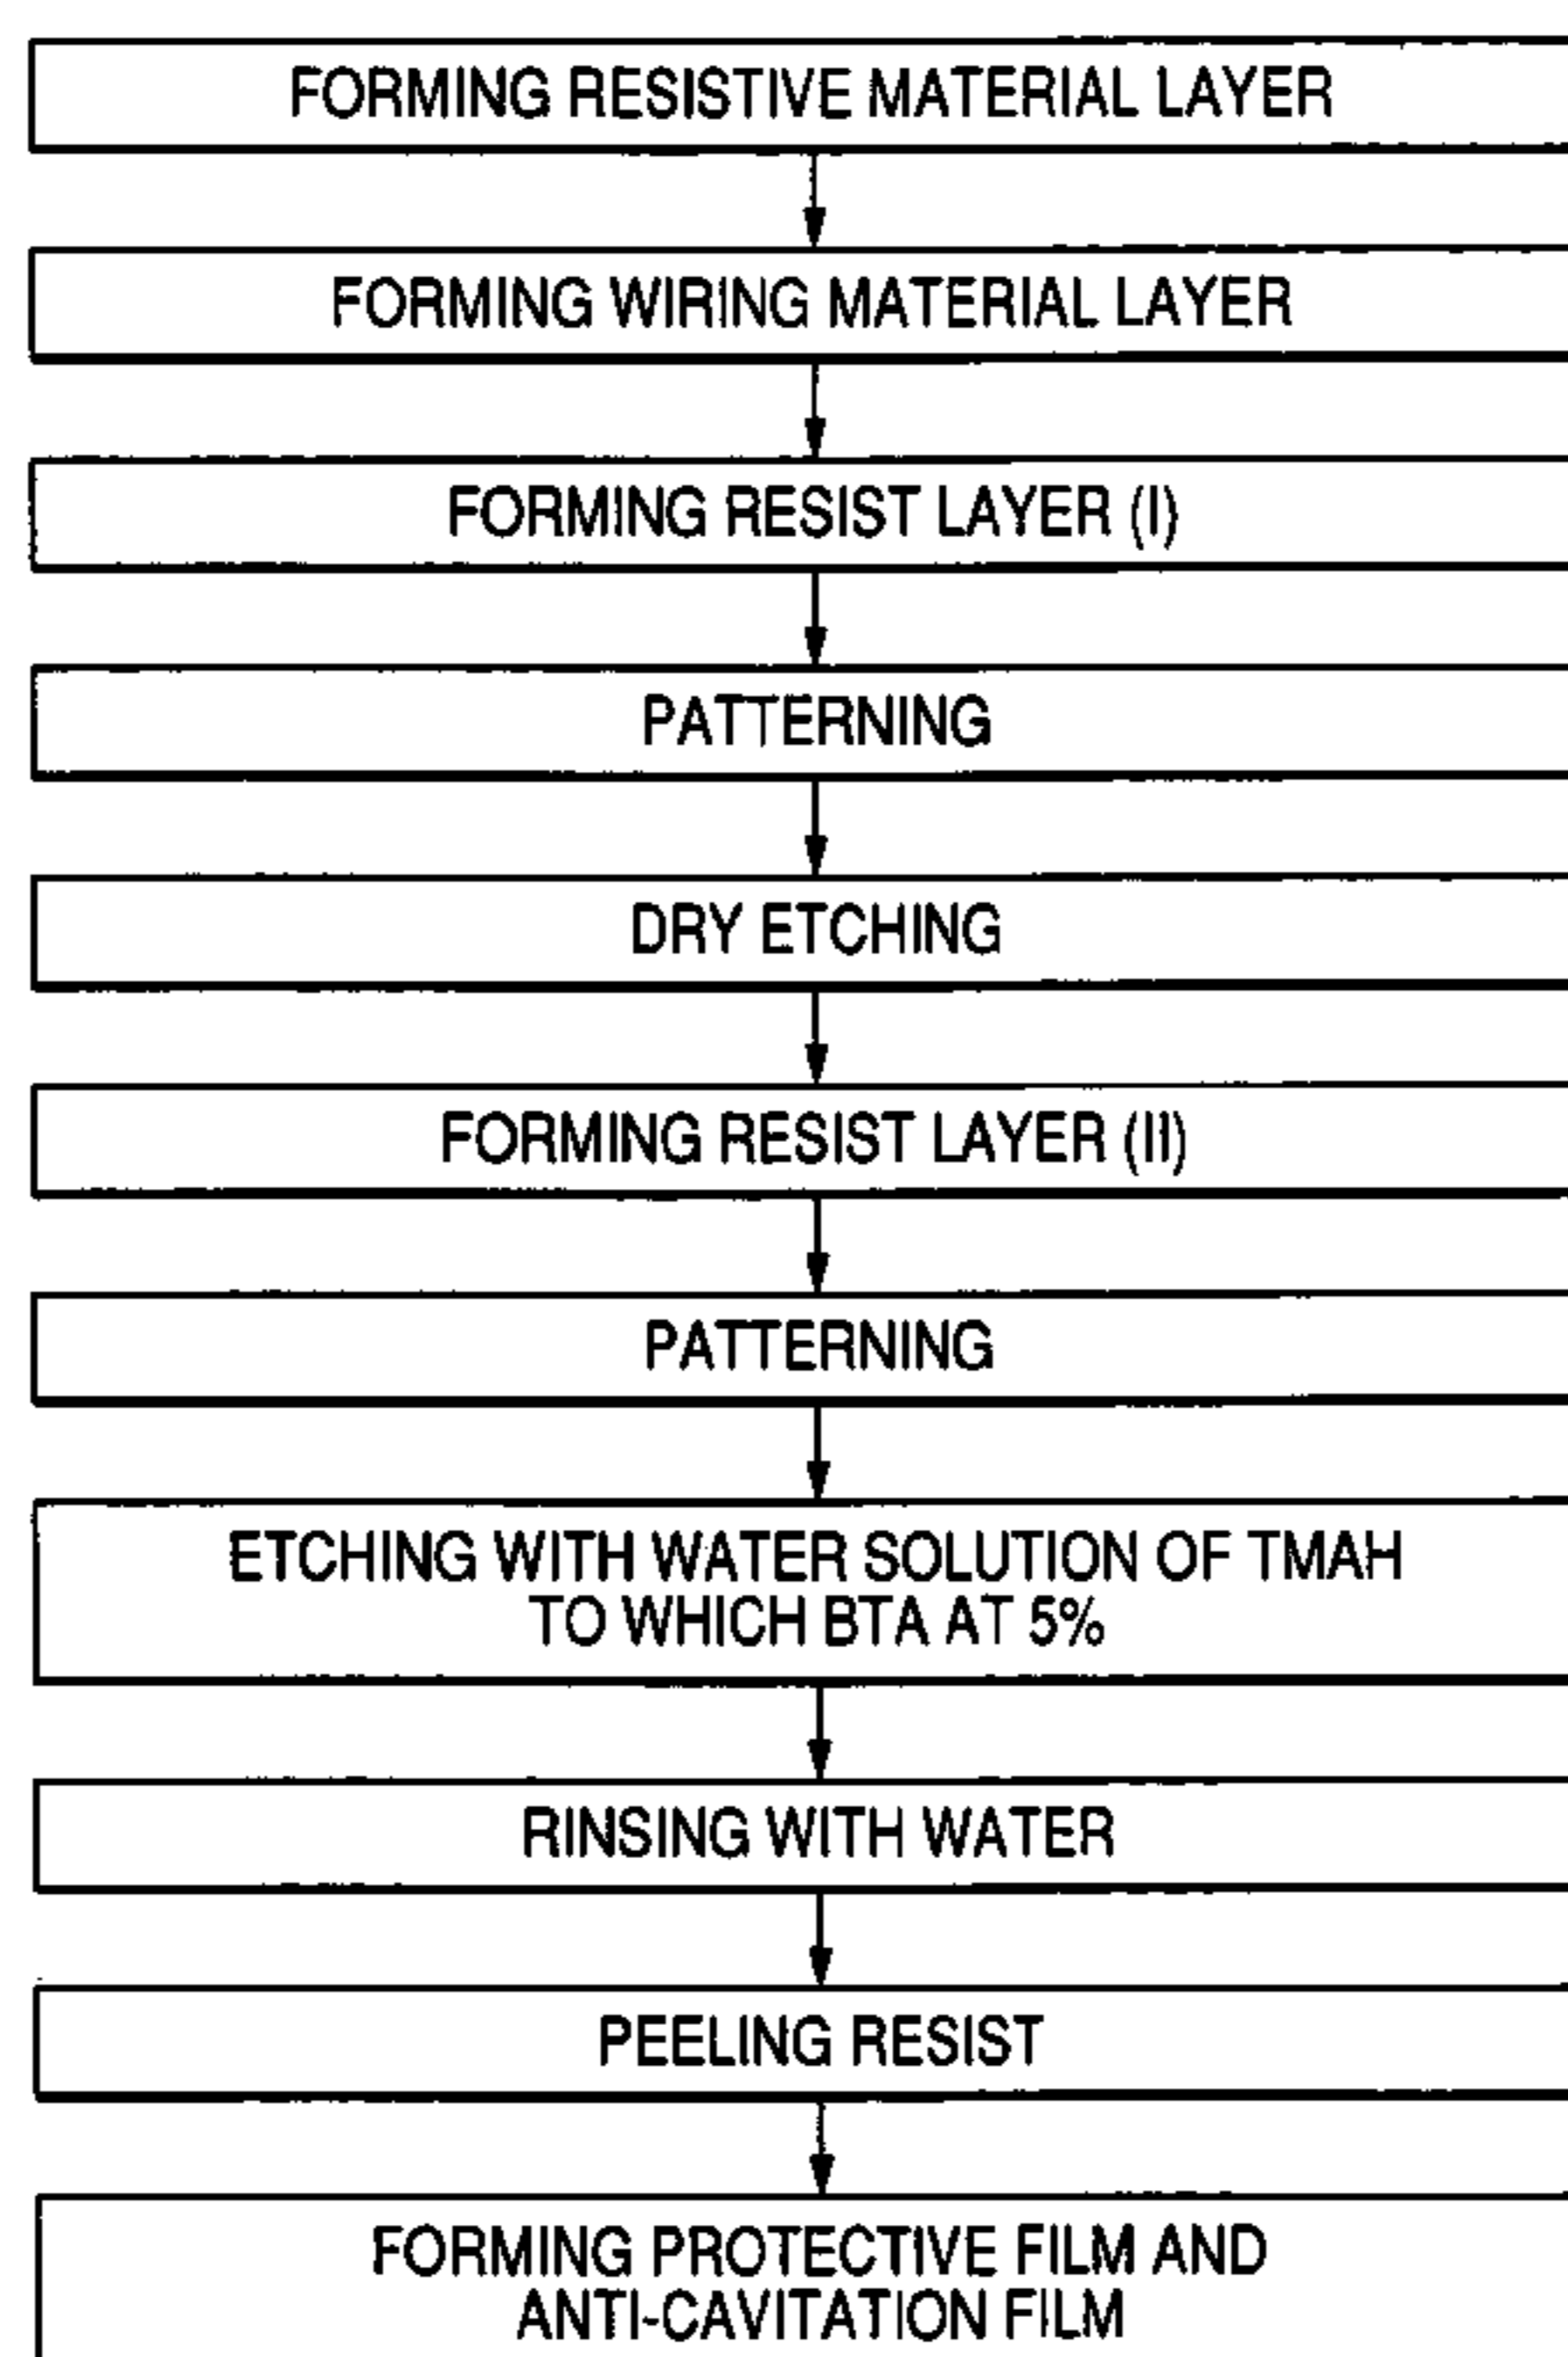 FORMING RESISTIVE MATERIAL LAYER
FORMING WIRING MATERIAL LAYER
FORMING RESIST LAYER (I)
PATTERNING
DRY ETCHING
FORMING RESIST LAYER (II)
PATTERNING
ETCHING WITH WATER SOLUTION OF TMAH
TO WHICH BTA AT 5%
RINSING WITH WATER
PEELING RESIST
FORMING PROTECTIVE FILM AND
ANTI-CAVITATION FILM